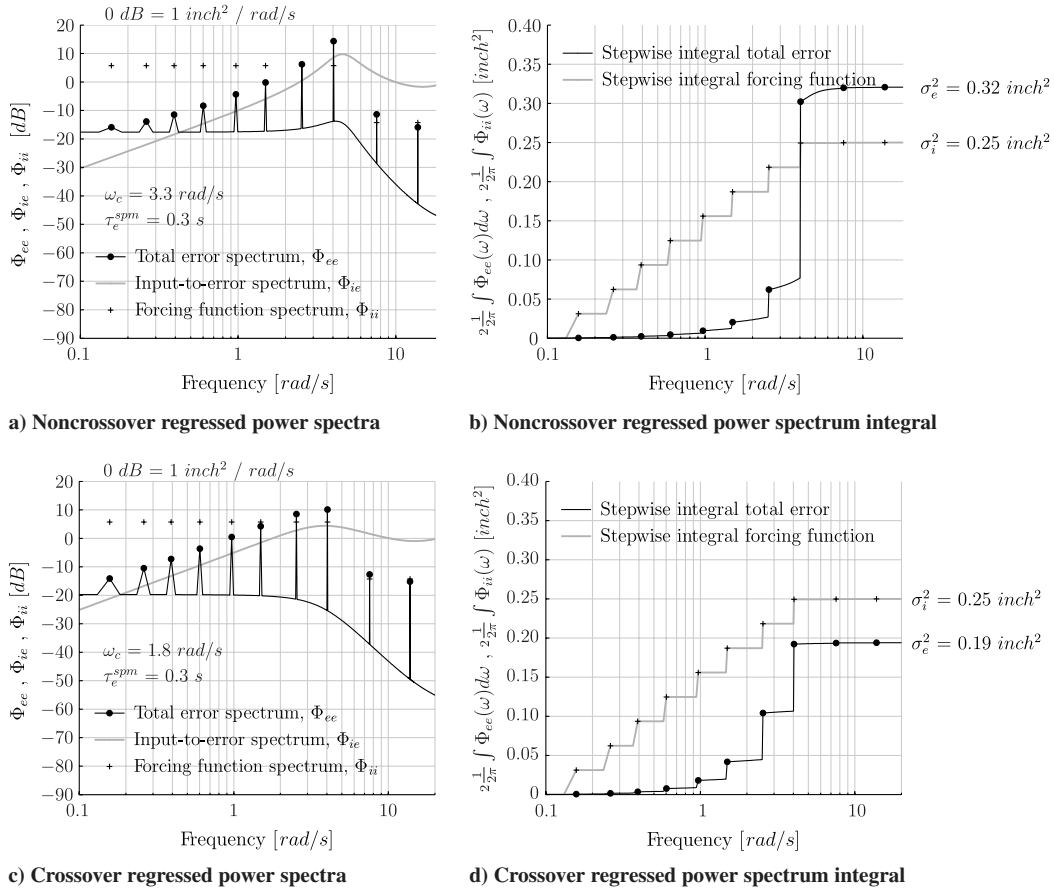 0 dB = 1 inch² / rad/s
20
10
0
−10
−20
−30
−40
−50
−60
−70
−80
−90
Φee , Φie , Φii [dB]
ωc = 3.3 rad/s
τe^spm = 0.3 s
Total error spectrum, Φee
Input-to-error spectrum, Φie
Forcing function spectrum, Φii
0.1 1 10
Frequency [rad/s]
a) Noncrossover regressed power spectra
0.40
0.35
0.30
0.25
0.20
0.15
0.10
0.05
0
2 1/2π ∫ Φee(ω)dω , 2 1/2π ∫ Φii(ω) [inch²]
Stepwise integral total error
Stepwise integral forcing function
σe² = 0.32 inch²
σi² = 0.25 inch²
0.1 1 10
Frequency [rad/s]
b) Noncrossover regressed power spectrum integral
0 dB = 1 inch² / rad/s
20
10
0
−10
−20
−30
−40
−50
−60
−70
−80
−90
Φee , Φie , Φii [dB]
ωc = 1.8 rad/s
τe^spm = 0.3 s
Total error spectrum, Φee
Input-to-error spectrum, Φie
Forcing function spectrum, Φii
0.1 1 10
Frequency [rad/s]
c) Crossover regressed power spectra
0.40
0.35
0.30
0.25
0.20
0.15
0.10
0.05
0
2 1/2π ∫ Φee(ω)dω , 2 1/2π ∫ Φii(ω) [inch²]
Stepwise integral total error
Stepwise integral forcing function
σi² = 0.25 inch²
σe² = 0.19 inch²
0.1 1 10
Frequency [rad/s]
d) Crossover regressed power spectrum integral